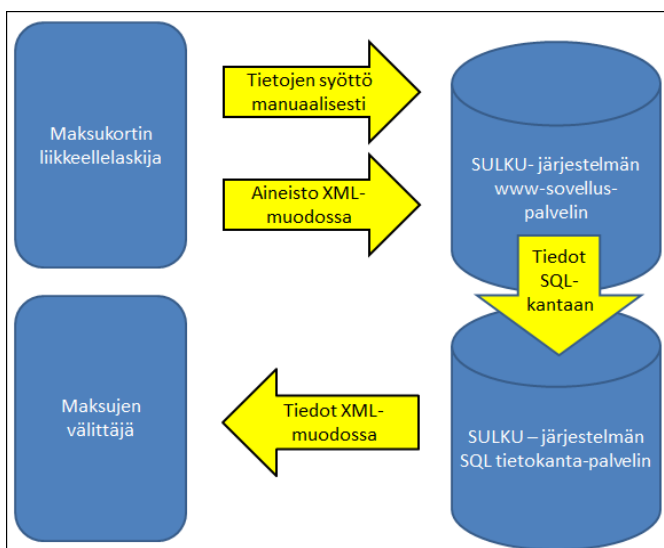 Maksukortin
liikkeellelaskija
Tietojen syöttö
manuaalisesti
Aineisto XML-
muodossa
SULKU- järjestelmän
www-sovellus-
palvelin
Tiedot
SQL-
kantaan
Maksujen
välittäjä
Tiedot XML-
muodossa
SULKU – järjestelmän
SQL tietokanta-palvelin